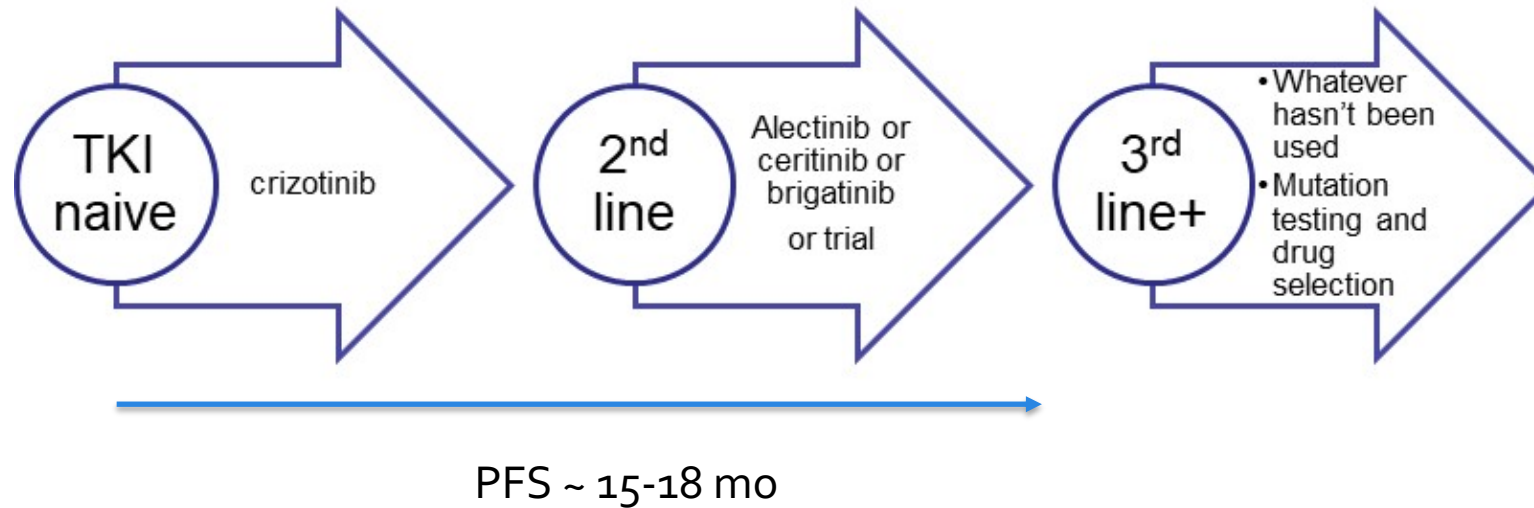 TKI
naive
crizotinib
2nd
line
Alectinib or
ceritinib or
brigatinib
or trial
3rd
line+
•Whatever
hasn't been
used
•Mutation
testing and
drug
selection
PFS ~ 15-18 mo